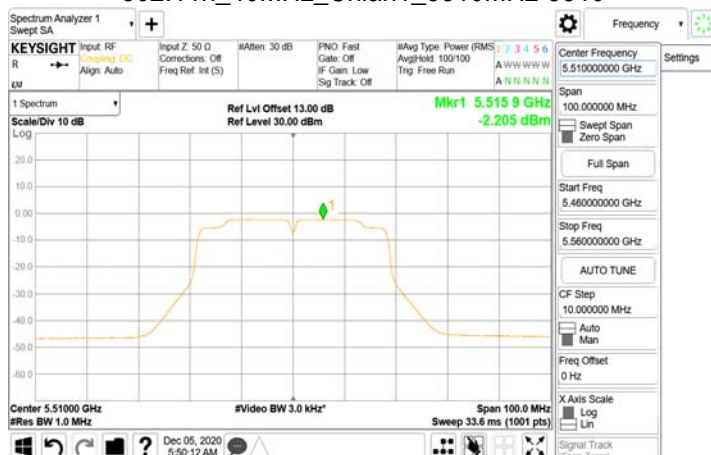 Spectrum Analyzer 1
Swept SA
+
Frequency
Settings
KEYSIGHT
R
Input: RF
Coupling: DC
Align: Auto
Input Z: 50 Ω
Corrections: Off
Freq Ref: Int (S)
#Atten: 30 dB
PNO: Fast
Gate: Off
IF Gain: Low
Sig Track: Off
#Avg Type: Power (RMS
Avg|Hold: 100/100
Trig: Free Run
1 2 3 4 5 6
A W W W W W
A N N N N N
1 Spectrum
Scale/Div 10 dB
Log
Ref Lvl Offset 13.00 dB
Ref Level 30.00 dBm
Mkr1 5.515 9 GHz
-2.205 dBm
20.0
10.0
0.00
-10.0
-20.0
-30.0
-40.0
-50.0
-60.0
1
Center 5.51000 GHz
#Res BW 1.0 MHz
#Video BW 3.0 kHz*
Span 100.0 MHz
Sweep 33.6 ms (1001 pts)
?
Dec 05, 2020
5:50:12 AM
Center Frequency
5.510000000 GHz
Span
100.000000 MHz
Swept Span
Zero Span
Full Span
Start Freq
5.460000000 GHz
Stop Freq
5.560000000 GHz
AUTO TUNE
CF Step
10.000000 MHz
Auto
Man
Freq Offset
0 Hz
X Axis Scale
Log
Lin
Signal Track